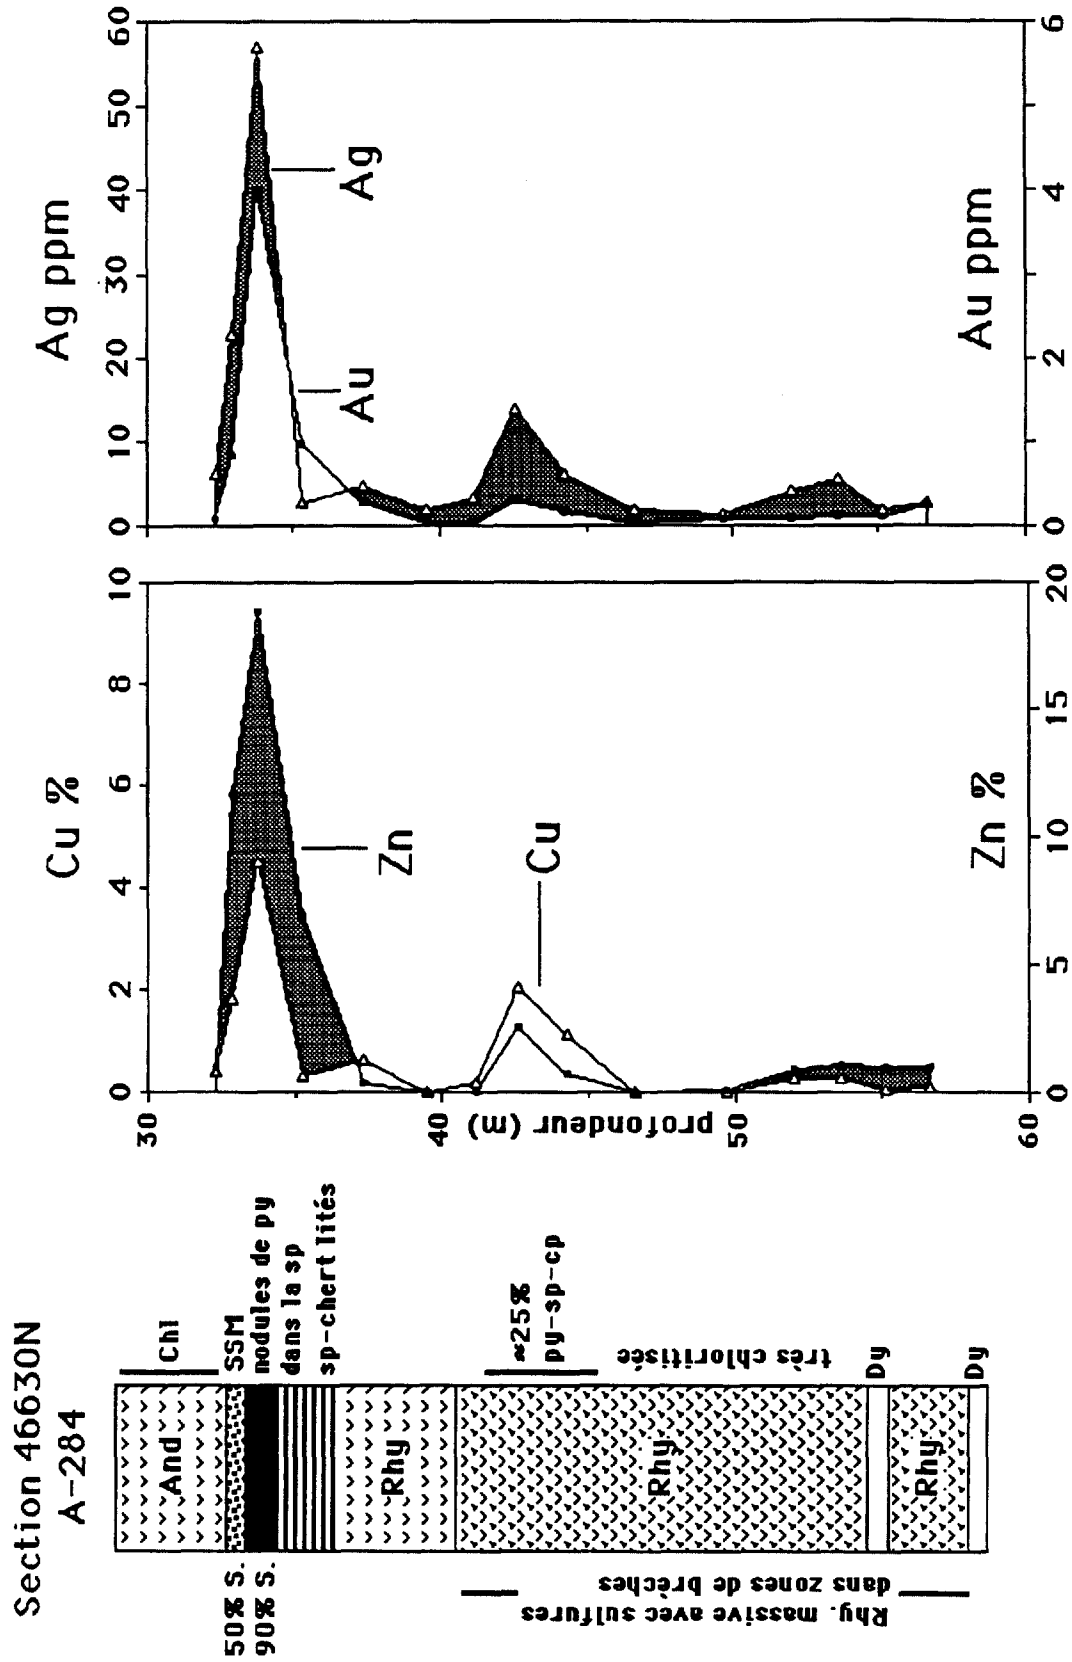 Section 46630N
A-284
Chl
And
50% S.
SSM
90% S.
nodules de py
dans la sp
sp-chert lités
Rhy
≈25%
py-sp-cp
Rhy
très chloritisée
Dy
Rhy
Dy
Rhy. massive avec sulfures
dans zones de brèches
Cu %
0 2 4 6 8 10
30
40
50
60
profondeur (m)
Zn
Cu
Zn %
0 5 10 15 20
Ag ppm
0 10 20 30 40 50 60
Ag
Au
Au ppm
0 2 4 6